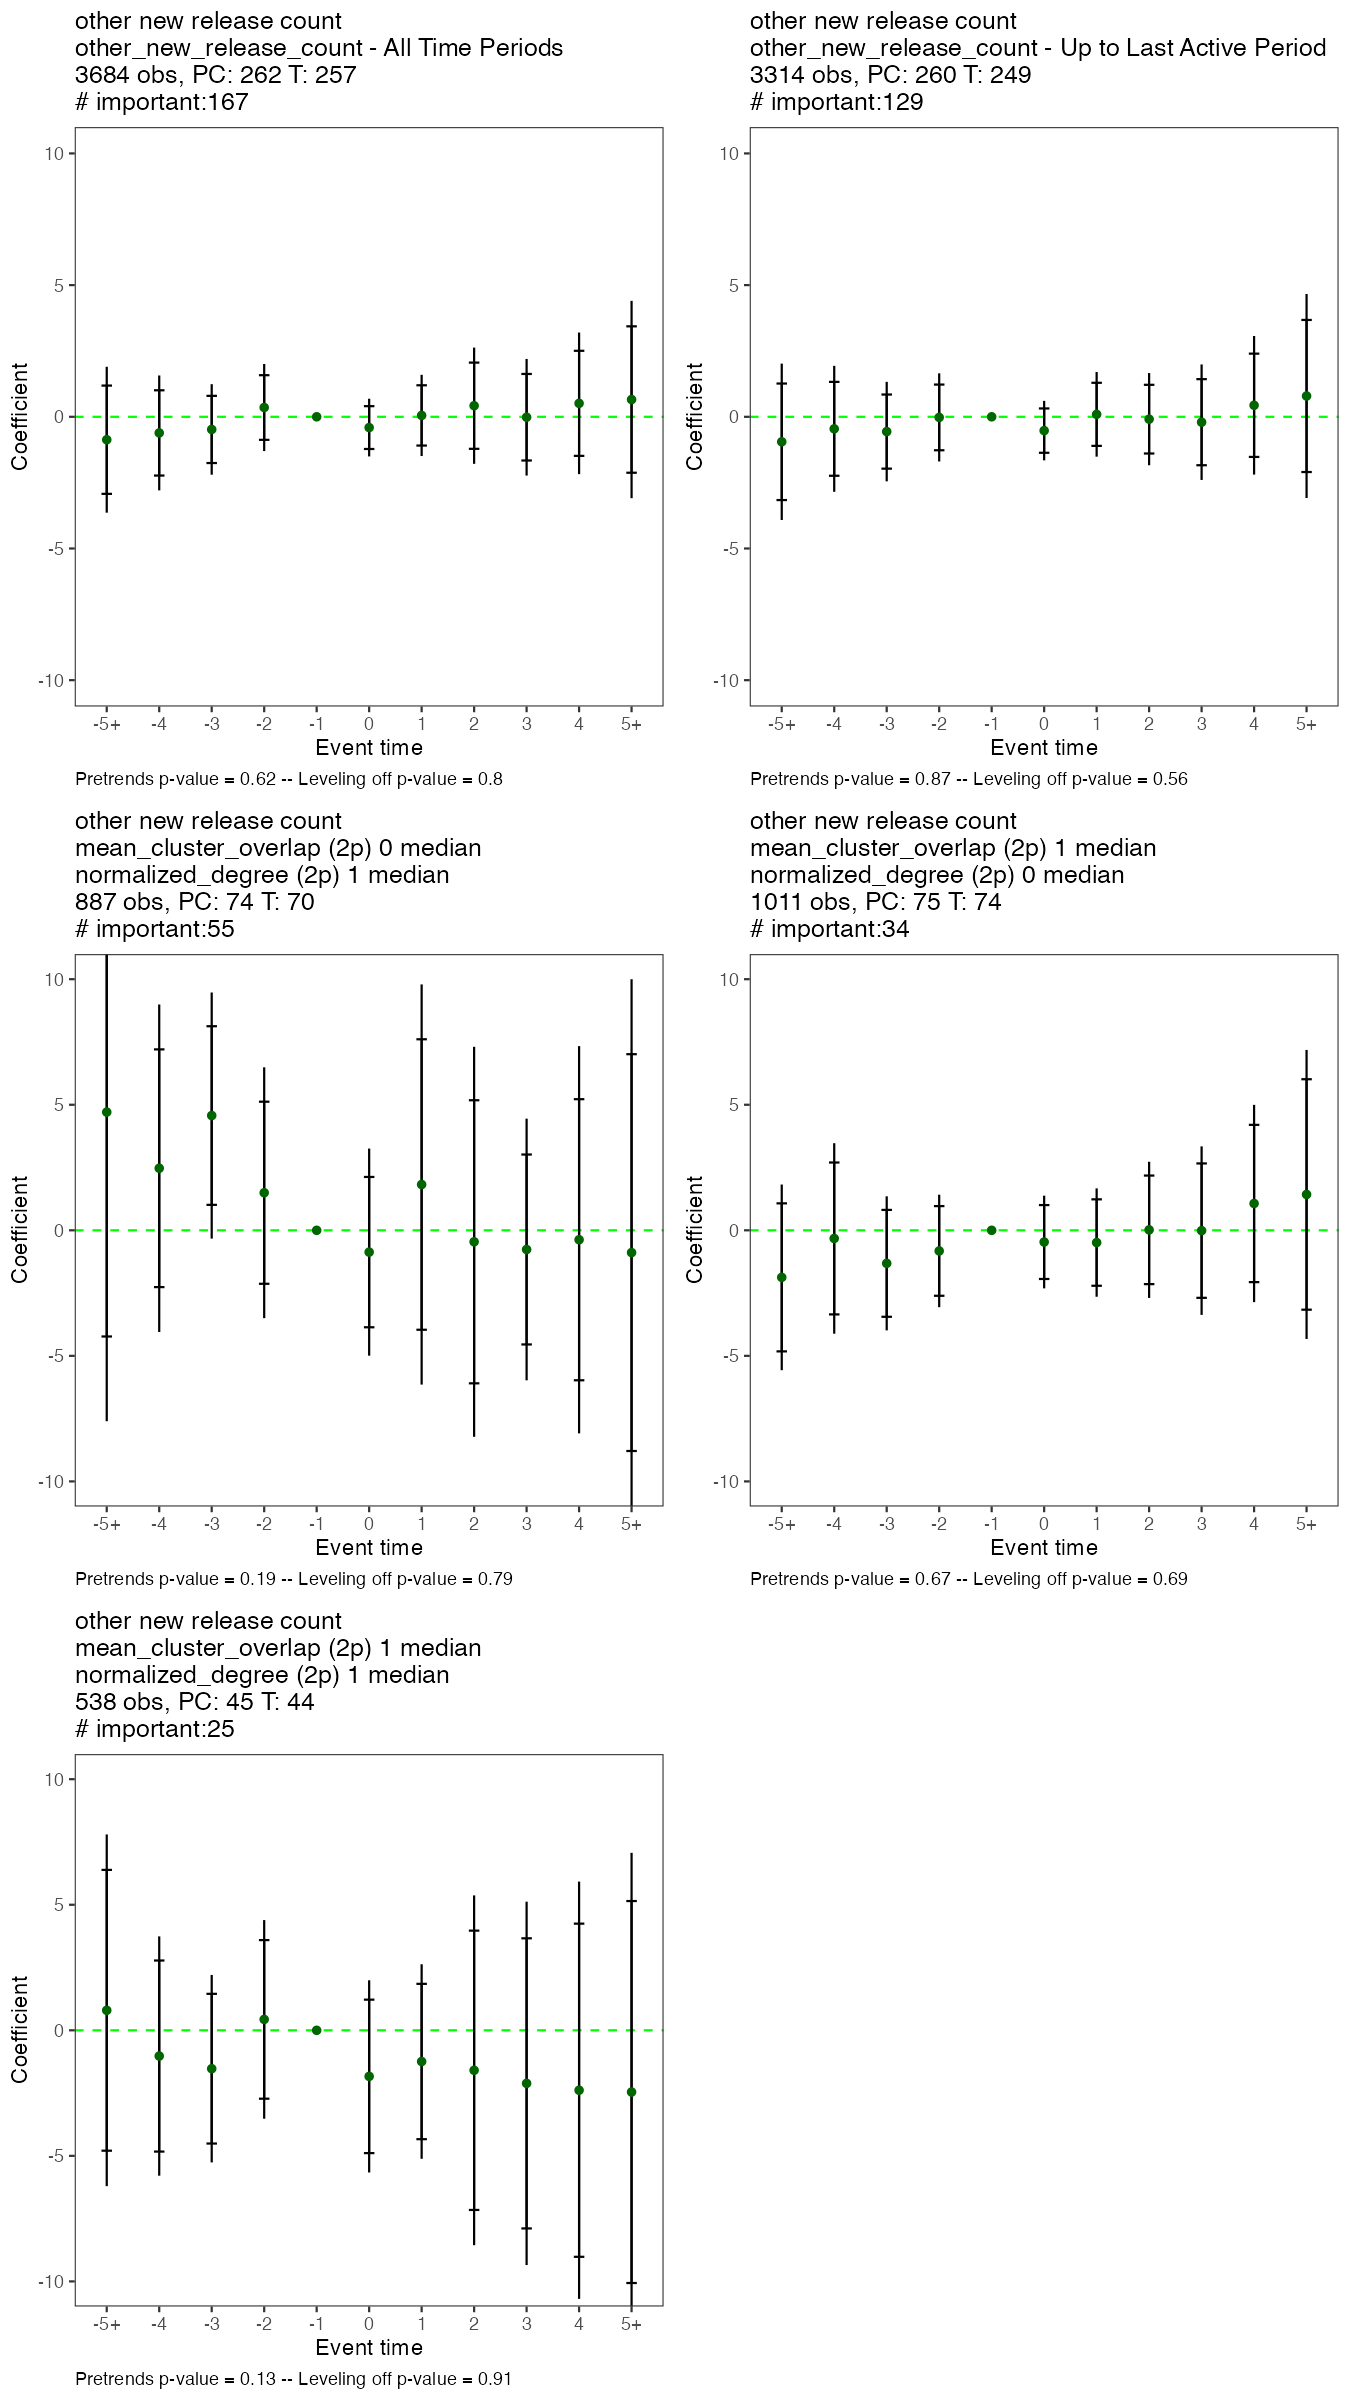 other new release count
other_new_release_count - All Time Periods
3684 obs, PC: 262 T: 257
# important:167
10
5
0
-5
-10
Coefficient
-5+ -4 -3 -2 -1 0 1 2 3 4 5+
Event time
Pretrends p-value = 0.62 -- Leveling off p-value = 0.8
other new release count
other_new_release_count - Up to Last Active Period
3314 obs, PC: 260 T: 249
# important:129
10
5
0
-5
-10
Coefficient
-5+ -4 -3 -2 -1 0 1 2 3 4 5+
Event time
Pretrends p-value = 0.87 -- Leveling off p-value = 0.56
other new release count
mean_cluster_overlap (2p) 0 median
normalized_degree (2p) 1 median
887 obs, PC: 74 T: 70
# important:55
10
5
0
-5
-10
Coefficient
-5+ -4 -3 -2 -1 0 1 2 3 4 5+
Event time
Pretrends p-value = 0.19 -- Leveling off p-value = 0.79
other new release count
mean_cluster_overlap (2p) 1 median
normalized_degree (2p) 0 median
1011 obs, PC: 75 T: 74
# important:34
10
5
0
-5
-10
Coefficient
-5+ -4 -3 -2 -1 0 1 2 3 4 5+
Event time
Pretrends p-value = 0.67 -- Leveling off p-value = 0.69
other new release count
mean_cluster_overlap (2p) 1 median
normalized_degree (2p) 1 median
538 obs, PC: 45 T: 44
# important:25
10
5
0
-5
-10
Coefficient
-5+ -4 -3 -2 -1 0 1 2 3 4 5+
Event time
Pretrends p-value = 0.13 -- Leveling off p-value = 0.91